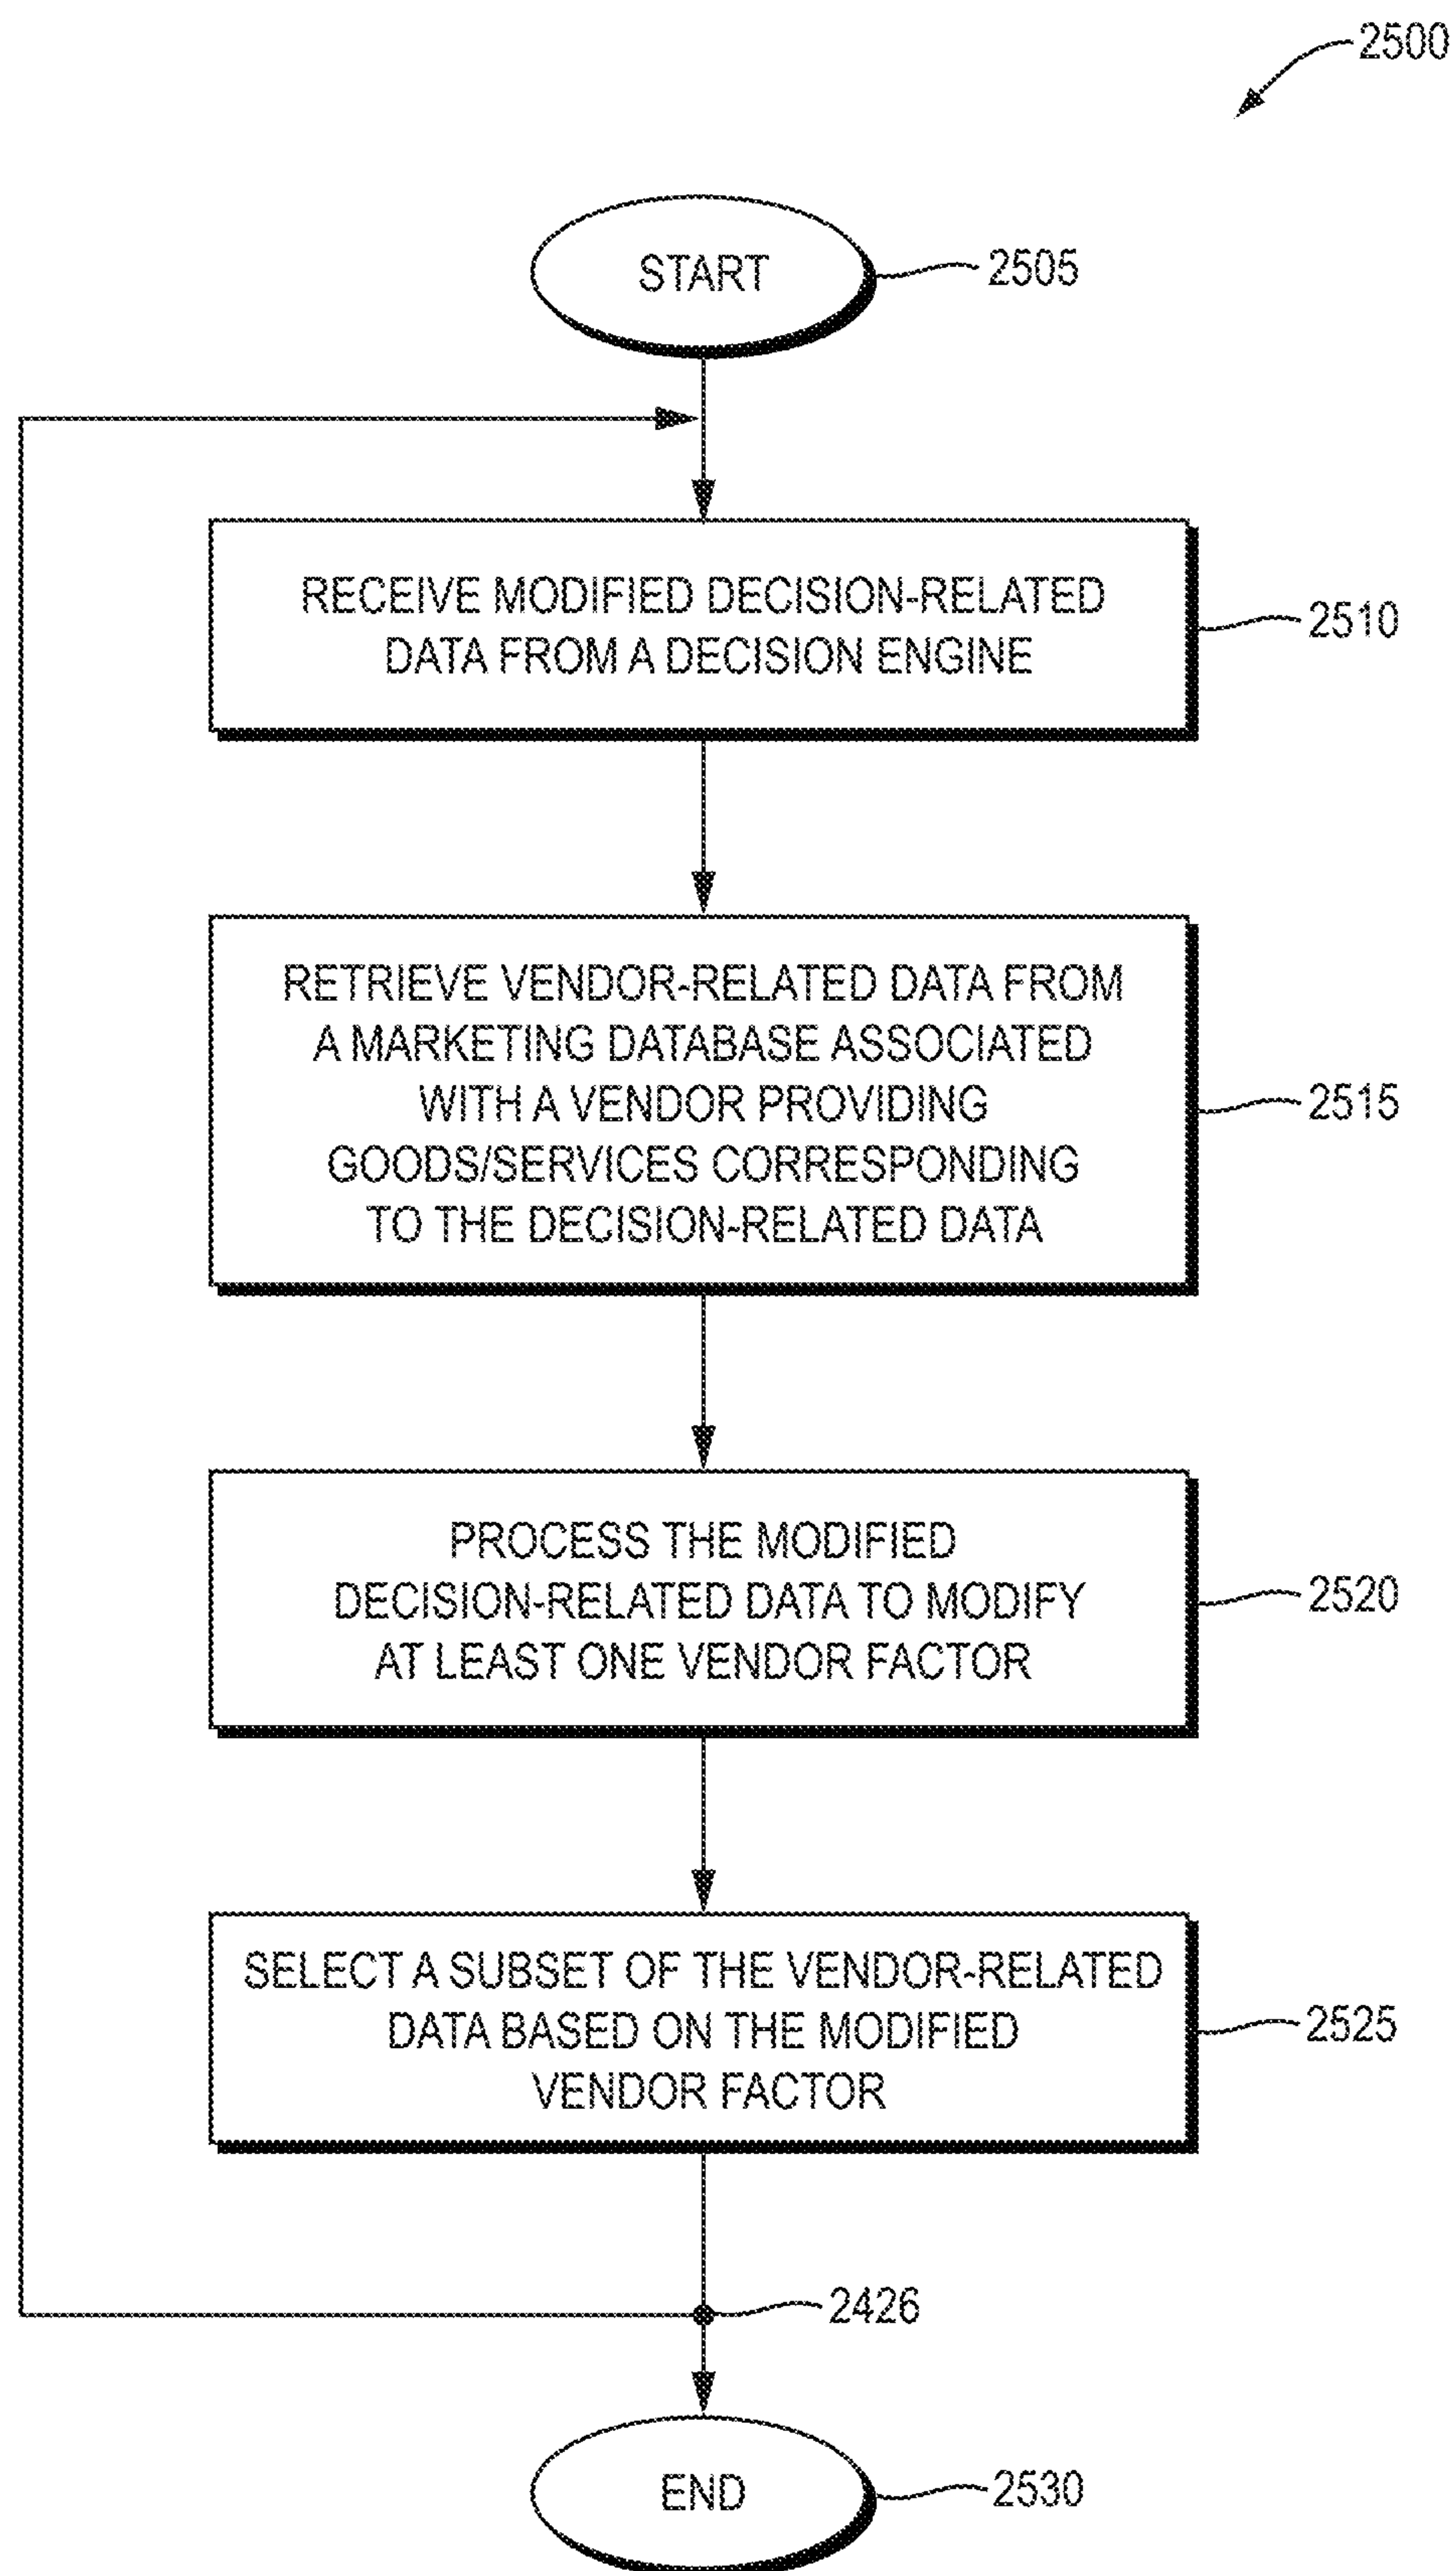 2500
START
2505
RECEIVE MODIFIED DECISION-RELATED
DATA FROM A DECISION ENGINE
2510
RETRIEVE VENDOR-RELATED DATA FROM
A MARKETING DATABASE ASSOCIATED
WITH A VENDOR PROVIDING
GOODS/SERVICES CORRESPONDING
TO THE DECISION-RELATED DATA
2515
PROCESS THE MODIFIED
DECISION-RELATED DATA TO MODIFY
AT LEAST ONE VENDOR FACTOR
2520
SELECT A SUBSET OF THE VENDOR-RELATED
DATA BASED ON THE MODIFIED
VENDOR FACTOR
2525
2426
END
2530